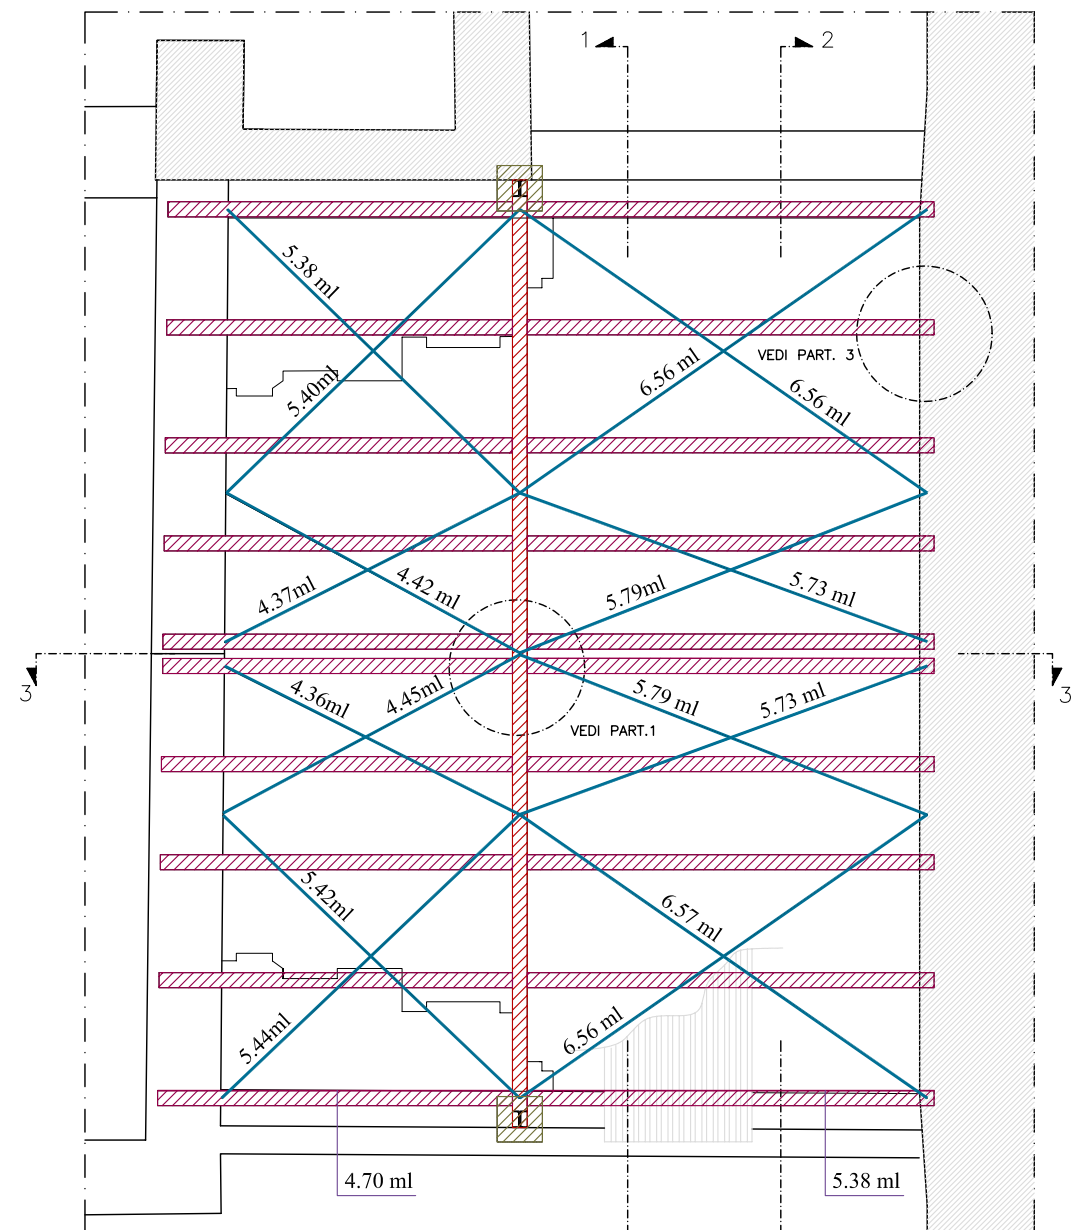 1
2
5.38 ml
VEDI PART. 3
5.40ml
6.56 ml
6.56 ml
4.37ml
4.42 ml
5.79ml
5.73 ml
3
3
4.36ml
4.45ml
5.79 ml
5.73 ml
VEDI PART.1
5.42ml
6.57 ml
5.44ml
6.56 ml
4.70 ml
5.38 ml